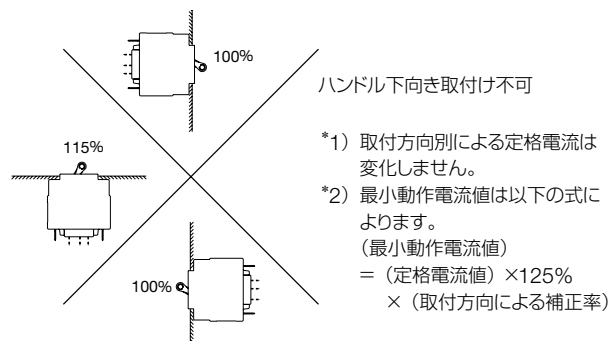 100%
115%
100%
ハンドル下向き取付け不可
*1) 取付方向別による定格電流は
変化しません。
*2) 最小動作電流値は以下の式に
よります。
(最小動作電流値)
= (定格電流値) ×125%
× (取付方向による補正率)